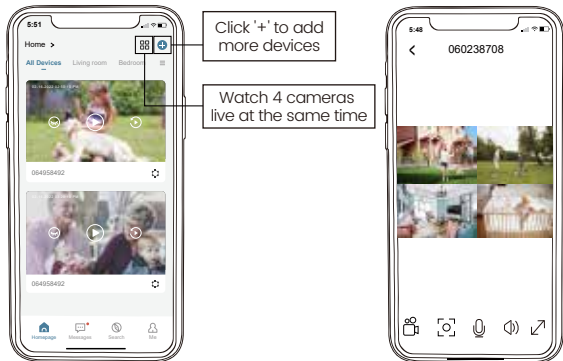 5:51
Home >
All Devices Living room Bedroom
064958492
064958492
Homepage Messages Search Me
Click '+' to add
more devices
Watch 4 cameras
live at the same time
5:48
060238708